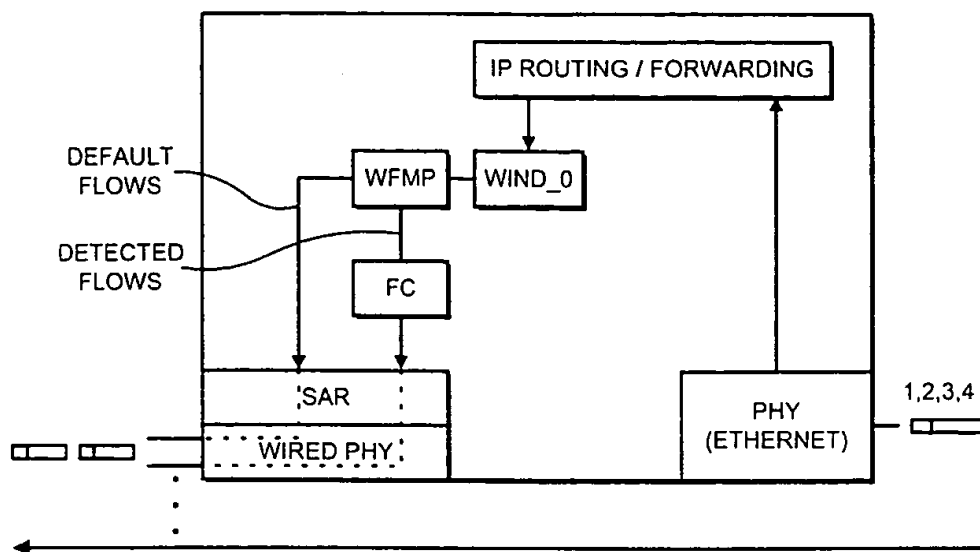 IP ROUTING / FORWARDING
DEFAULT
FLOWS
WFMP
WIND_0
DETECTED
FLOWS
FC
SAR
WIRED PHY
PHY
(ETHERNET)
1,2,3,4